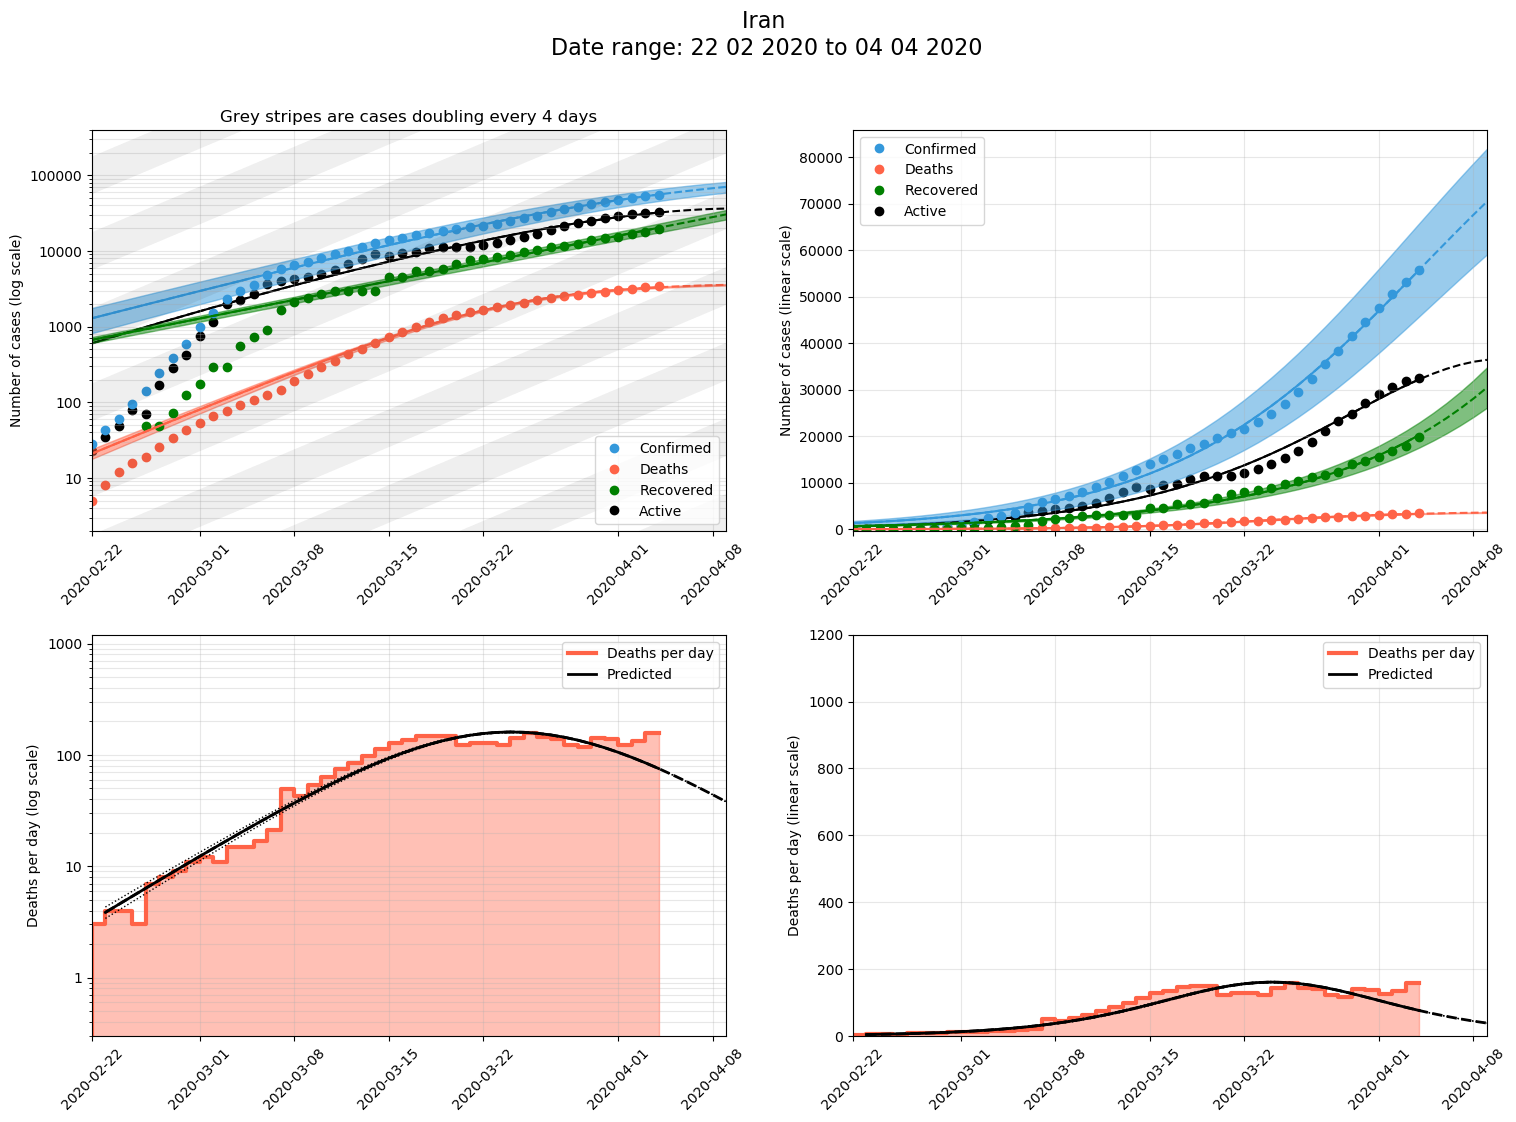 Iran
Date range: 22 02 2020 to 04 04 2020
Grey stripes are cases doubling every 4 days
Number of cases (log scale)
100000
10000
1000
100
10
Confirmed
Deaths
Recovered
Active
2020-02-22
2020-03-01
2020-03-08
2020-03-15
2020-03-22
2020-04-01
2020-04-08
Number of cases (linear scale)
80000
70000
60000
50000
40000
30000
20000
10000
0
Confirmed
Deaths
Recovered
Active
2020-02-22
2020-03-01
2020-03-08
2020-03-15
2020-03-22
2020-04-01
2020-04-08
Deaths per day (log scale)
1000
100
10
1
Deaths per day
Predicted
2020-02-22
2020-03-01
2020-03-08
2020-03-15
2020-03-22
2020-04-01
2020-04-08
Deaths per day (linear scale)
1200
1000
800
600
400
200
0
Deaths per day
Predicted
2020-02-22
2020-03-01
2020-03-08
2020-03-15
2020-03-22
2020-04-01
2020-04-08